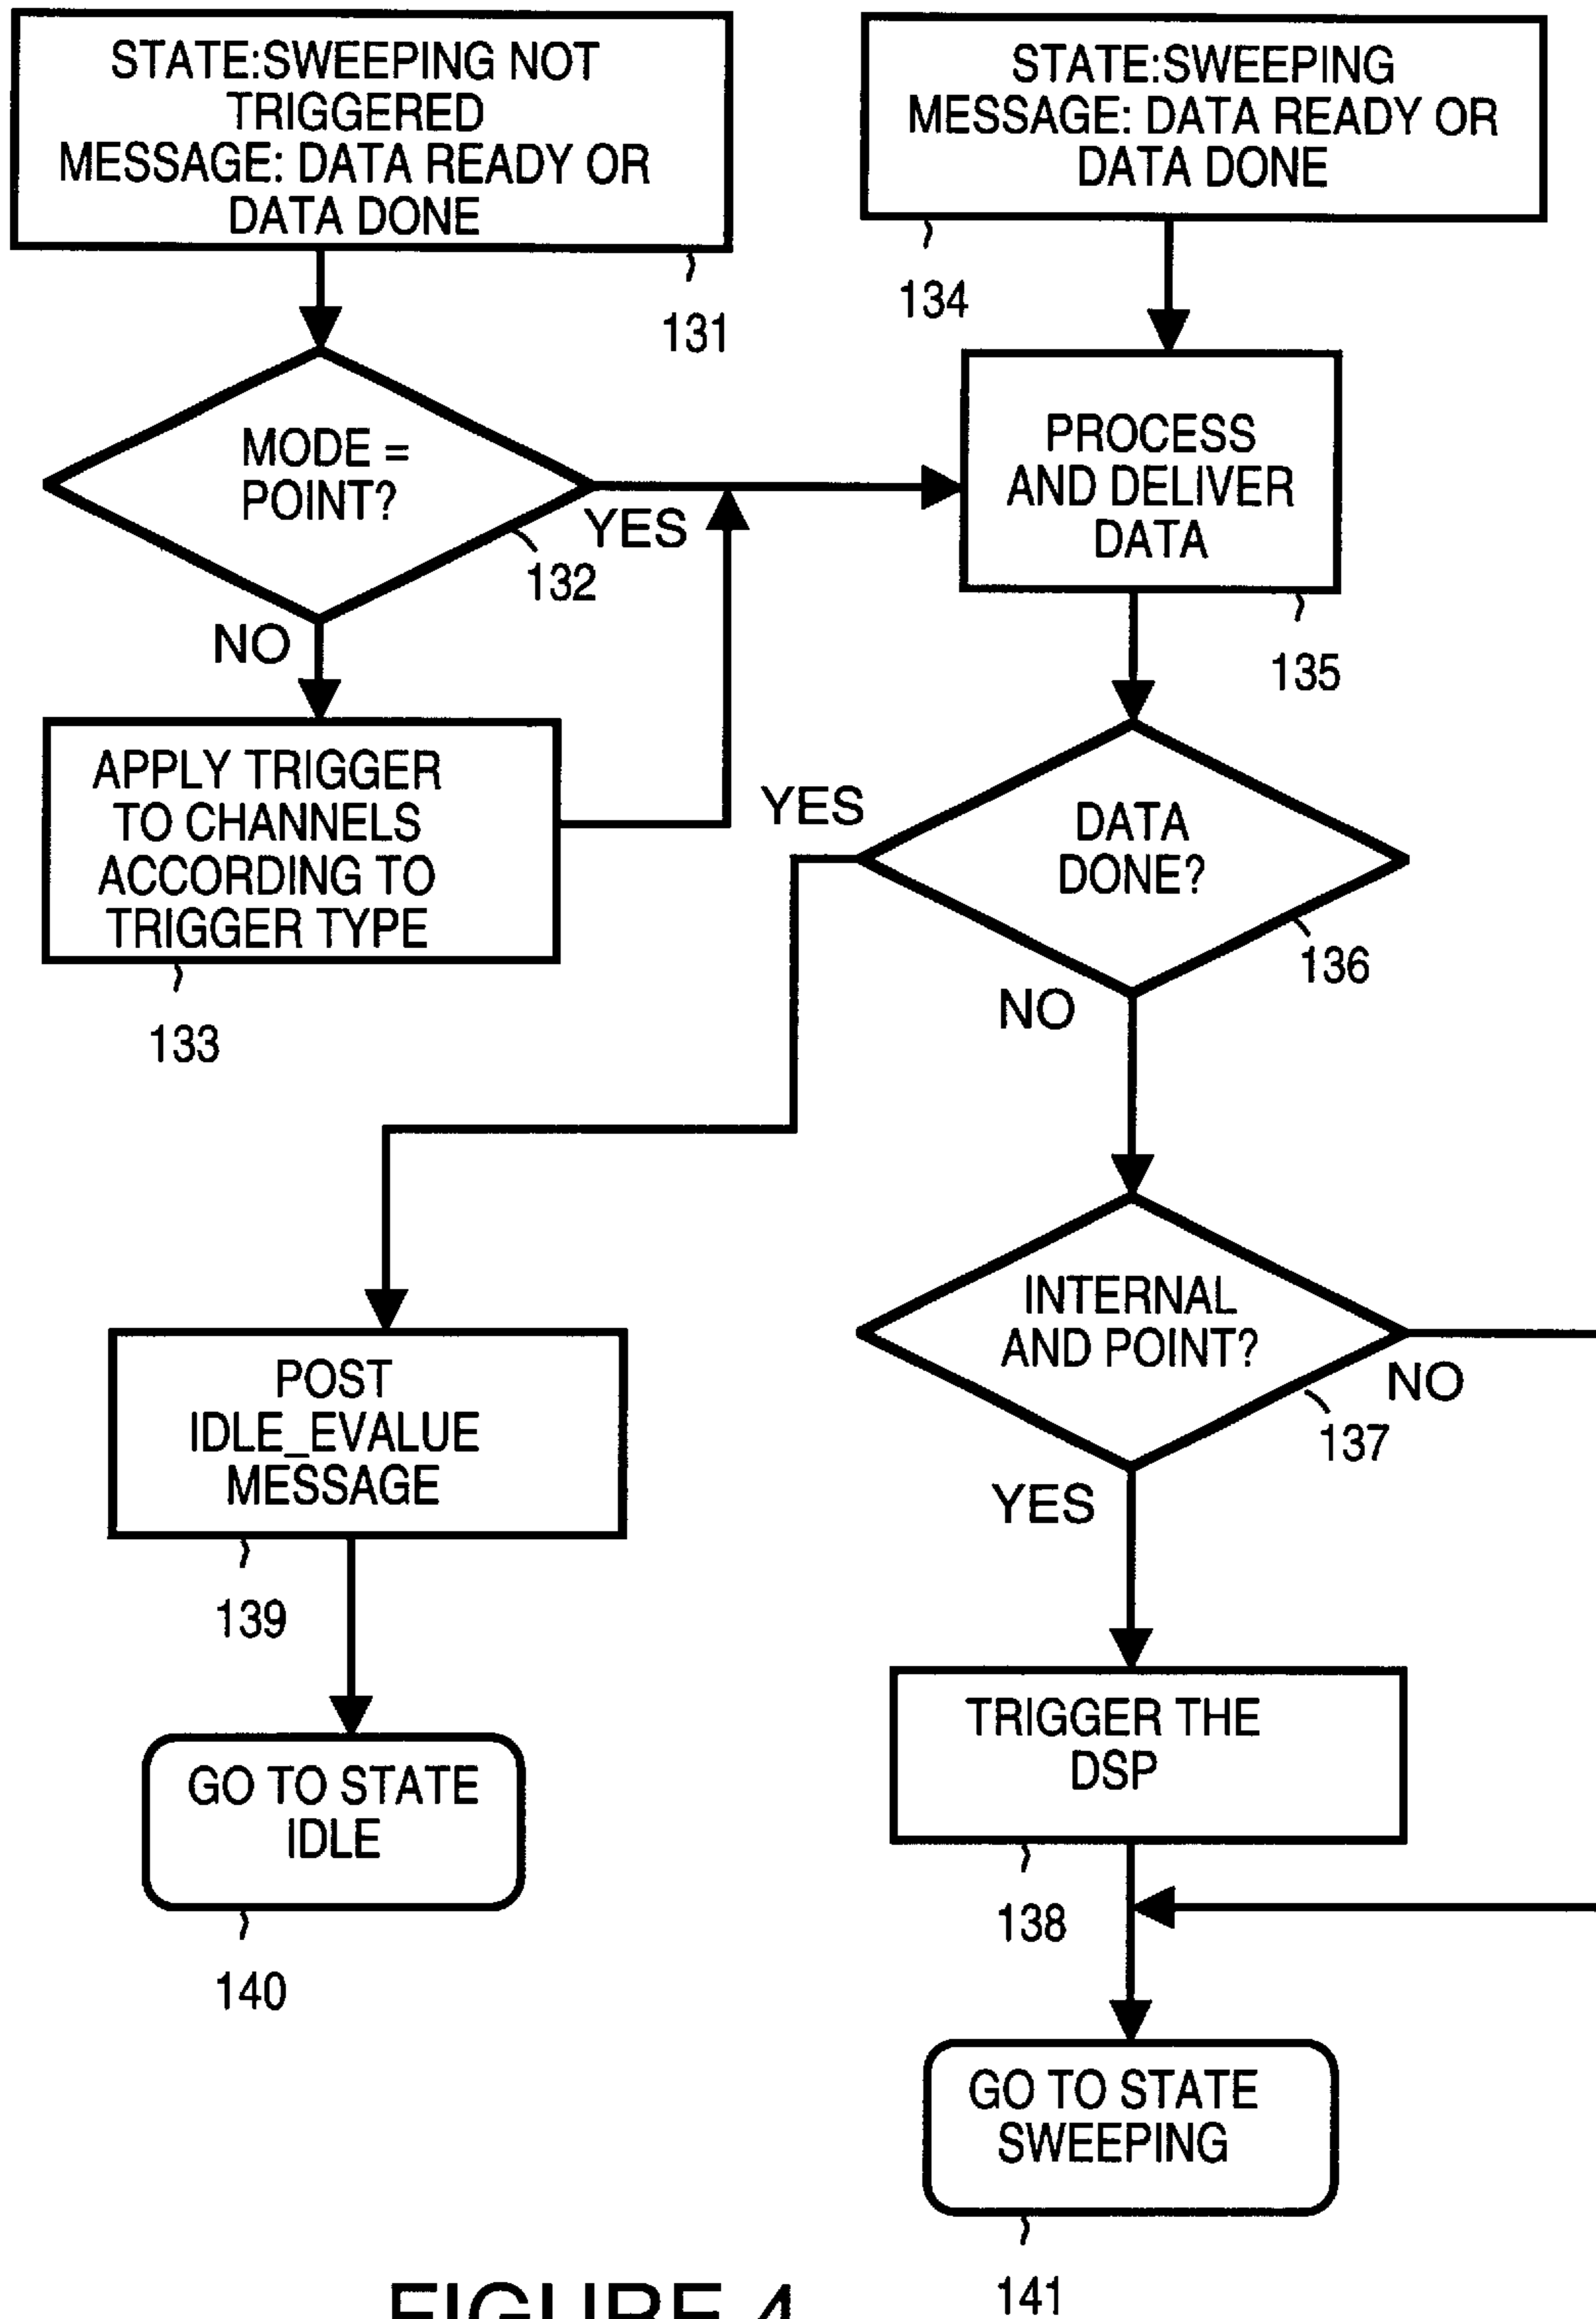 STATE:SWEEPING NOT
TRIGGERED
MESSAGE: DATA READY OR
DATA DONE
131
STATE:SWEEPING
MESSAGE: DATA READY OR
DATA DONE
134
MODE =
POINT?
YES
132
NO
PROCESS
AND DELIVER
DATA
135
APPLY TRIGGER
TO CHANNELS
ACCORDING TO
TRIGGER TYPE
133
YES
DATA
DONE?
136
NO
INTERNAL
AND POINT?
NO
137
YES
POST
IDLE_EVALUE
MESSAGE
139
TRIGGER THE
DSP
138
GO TO STATE
IDLE
140
GO TO STATE
SWEEPING
141
FIGURE 4